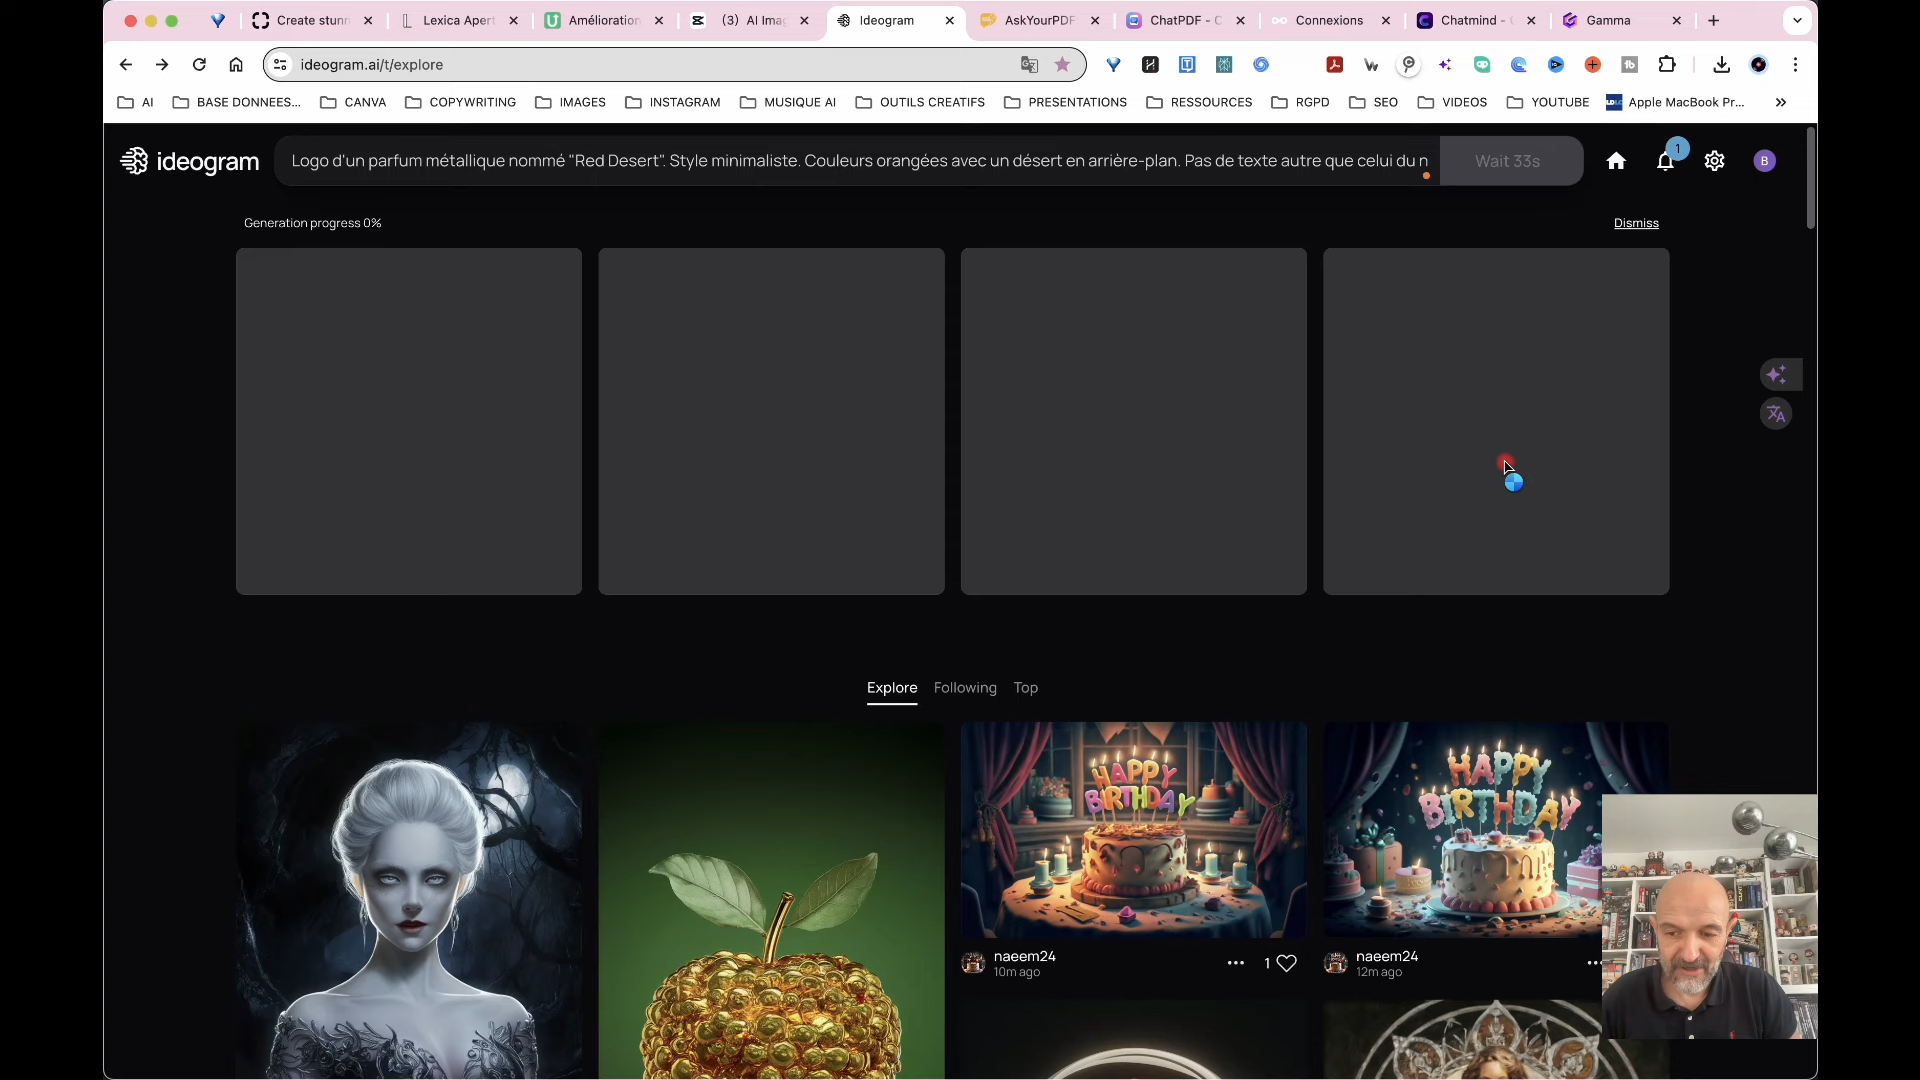 Create stunn
Lexica Apert
Amélioration
(3) AI Imag
Ideogram
AskYourPDF
ChatPDF - C
Connexions
Chatmind - C
Gamma
ideogram.ai/t/explore
AI
BASE DONNEES...
CANVA
COPYWRITING
IMAGES
INSTAGRAM
MUSIQUE AI
OUTILS CREATIFS
PRESENTATIONS
RESSOURCES
RGPD
SEO
VIDEOS
YOUTUBE
Apple MacBook Pr...
ideogram
Logo d'un parfum métallique nommé "Red Desert". Style minimaliste. Couleurs orangées avec un désert en arrière-plan. Pas de texte autre que celui du n
Wait 33s
1
B
Generation progress 0%
Dismiss
Explore
Following
Top
HAPPY
BIRTHDAY
HAPPY
BIRTHDAY
naeem24
10m ago
1
naeem24
12m ago